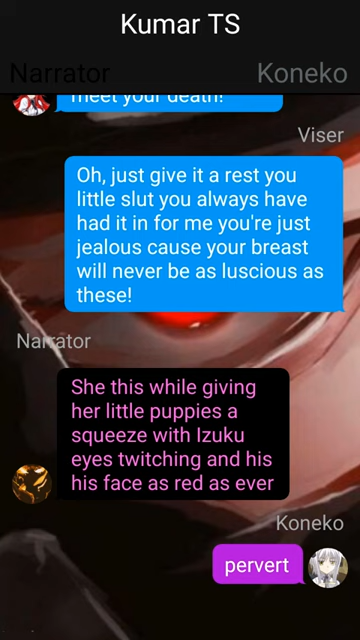 Kumar TS
Narrator
Koneko
meet your death!
Viser
Oh, just give it a rest you
little slut you always have
had it in for me you're just
jealous cause your breast
will never be as luscious as
these!
Narrator
She this while giving
her little puppies a
squeeze with Izuku
eyes twitching and his
his face as red as ever
Koneko
pervert